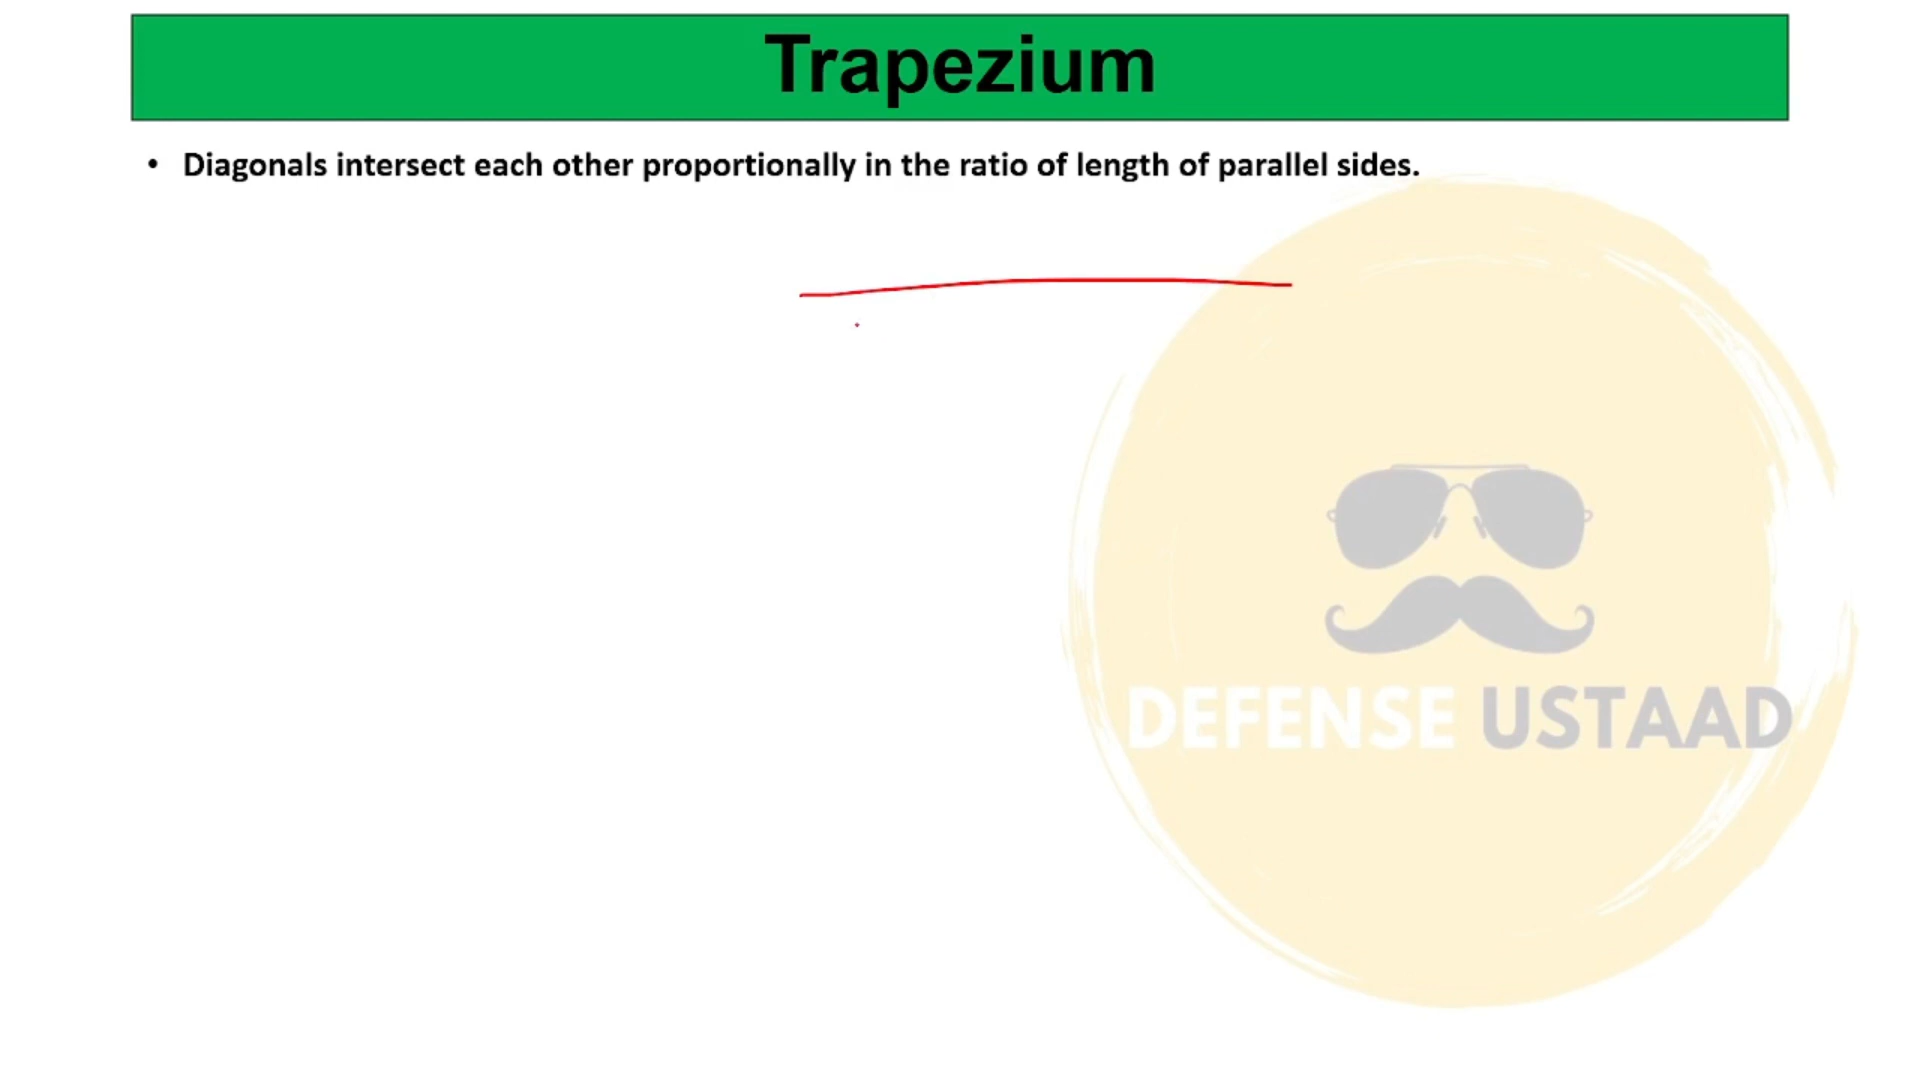 Trapezium
• Diagonals intersect each other proportionally in the ratio of length of parallel sides.
DEFENSE USTAAD